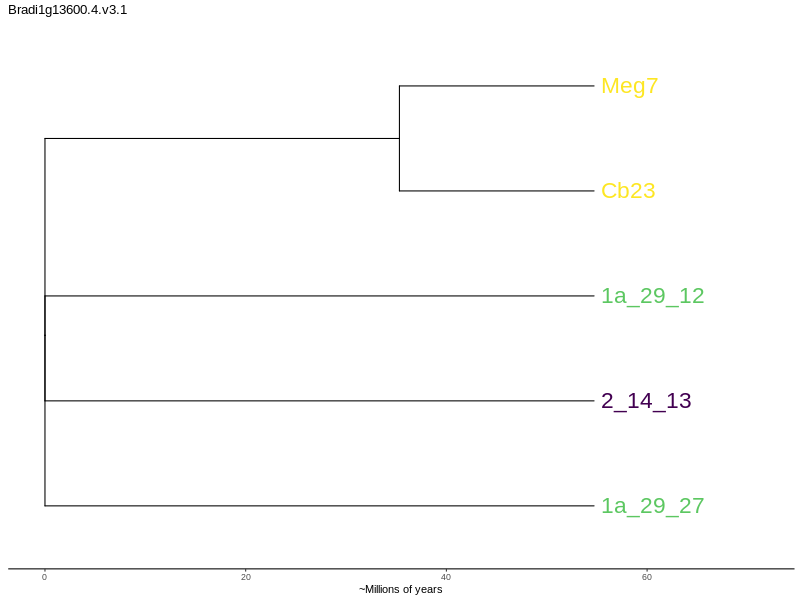 Bradi1g13600.4.v3.1
Meg7
Cb23
1a_29_12
2_14_13
1a_29_27
0 20 40 60
~Millions of years